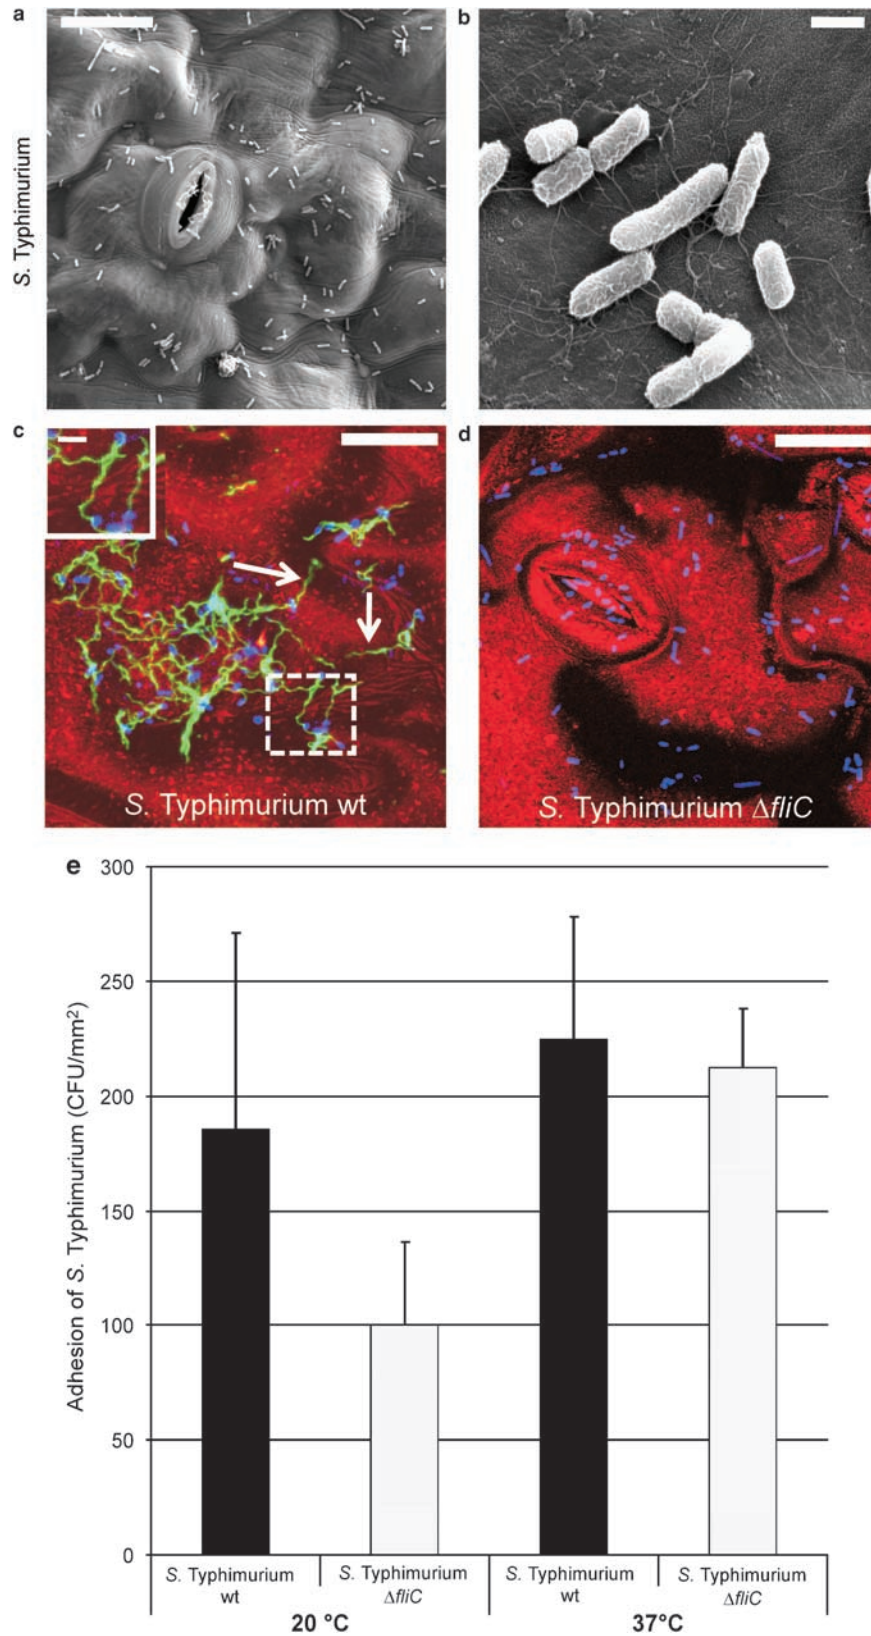 a
b
S. Typhimurium
c
d
S. Typhimurium wt
S. Typhimurium ΔfliC
e
Adhesion of S. Typhimurium (CFU/mm²)
300
250
200
150
100
50
0
S. Typhimurium wt
S. Typhimurium ΔfliC
S. Typhimurium wt
S. Typhimurium ΔfliC
20 °C
37°C